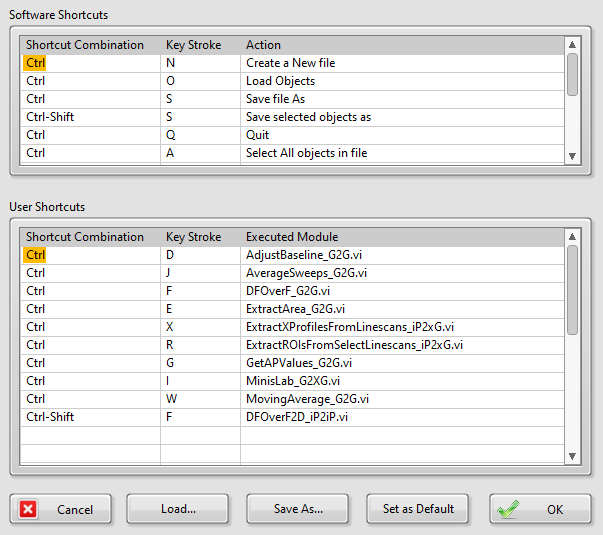 Software Shortcuts
Shortcut Combination Key Stroke Action
Ctrl N Create a New file
Ctrl O Load Objects
Ctrl S Save file As
Ctrl-Shift S Save selected objects as
Ctrl Q Quit
Ctrl A Select All objects in file
User Shortcuts
Shortcut Combination Key Stroke Executed Module
Ctrl D AdjustBaseline_G2G.vi
Ctrl J AverageSweeps_G2G.vi
Ctrl F DFOverF_G2G.vi
Ctrl E ExtractArea_G2G.vi
Ctrl X ExtractXProfilesFromLinescans_iP2xG.vi
Ctrl R ExtractROIsFromSelectLinescans_iP2xG.vi
Ctrl G GetAPValues_G2G.vi
Ctrl I MinisLab_G2XG.vi
Ctrl W MovingAverage_G2G.vi
Ctrl-Shift F DFOverF2D_iP2iP.vi
Cancel Load... Save As... Set as Default OK